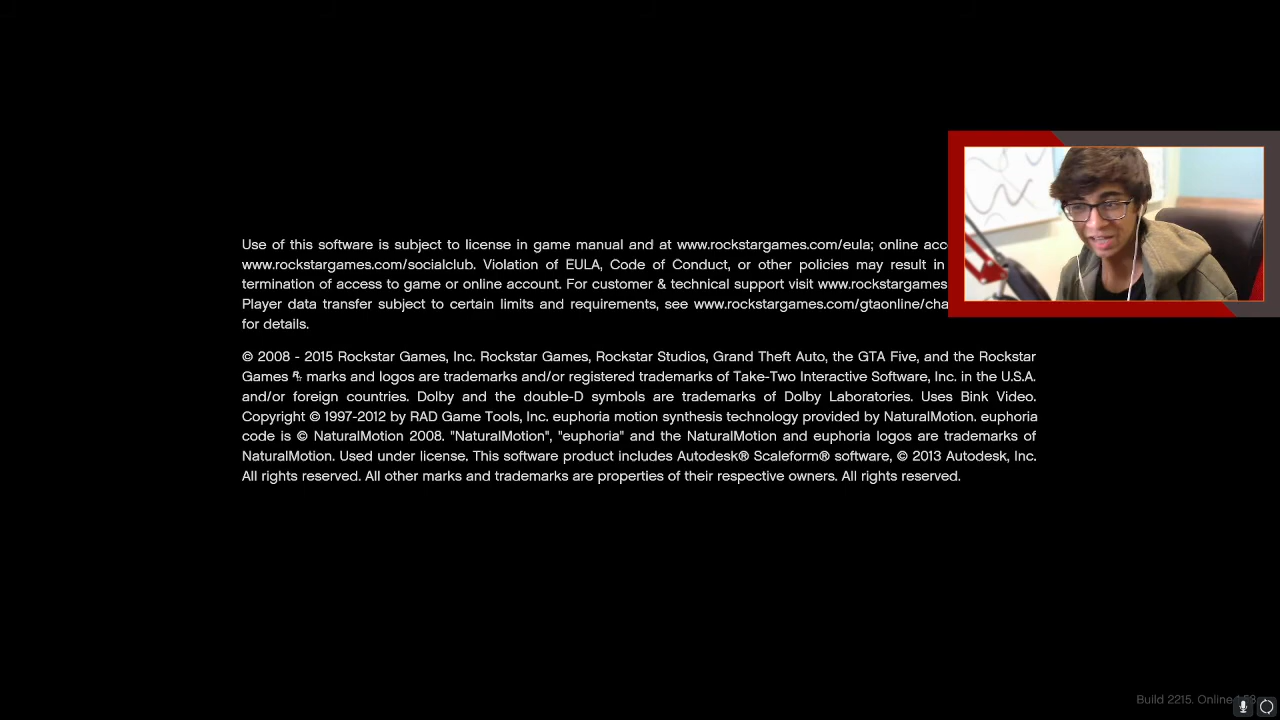 Use of this software is subject to license in game manual and at www.rockstargames.com/eula; online
www.rockstargames.com/socialclub. Violation of EULA, Code of Conduct, or other policies may result in
termination of access to game or online account. For customer & technical support visit www.rockstargames
Player data transfer subject to certain limits and requirements, see www.rockstargames.com/gtaonline/cha
for details.
© 2008 - 2015 Rockstar Games, Inc. Rockstar Games, Rockstar Studios, Grand Theft Auto, the GTA Five, and the Rockstar
Games R* marks and logos are trademarks and/or registered trademarks of Take-Two Interactive Software, Inc. in the U.S.A.
and/or foreign countries. Dolby and the double-D symbols are trademarks of Dolby Laboratories. Uses Bink Video.
Copyright © 1997-2012 by RAD Game Tools, Inc. euphoria motion synthesis technology provided by NaturalMotion. euphoria
code is © NaturalMotion 2008. "NaturalMotion", "euphoria" and the NaturalMotion and euphoria logos are trademarks of
NaturalMotion. Used under license. This software product includes Autodesk® Scaleform® software, © 2013 Autodesk, Inc.
All rights reserved. All other marks and trademarks are properties of their respective owners. All rights reserved.
Build 2215. Online